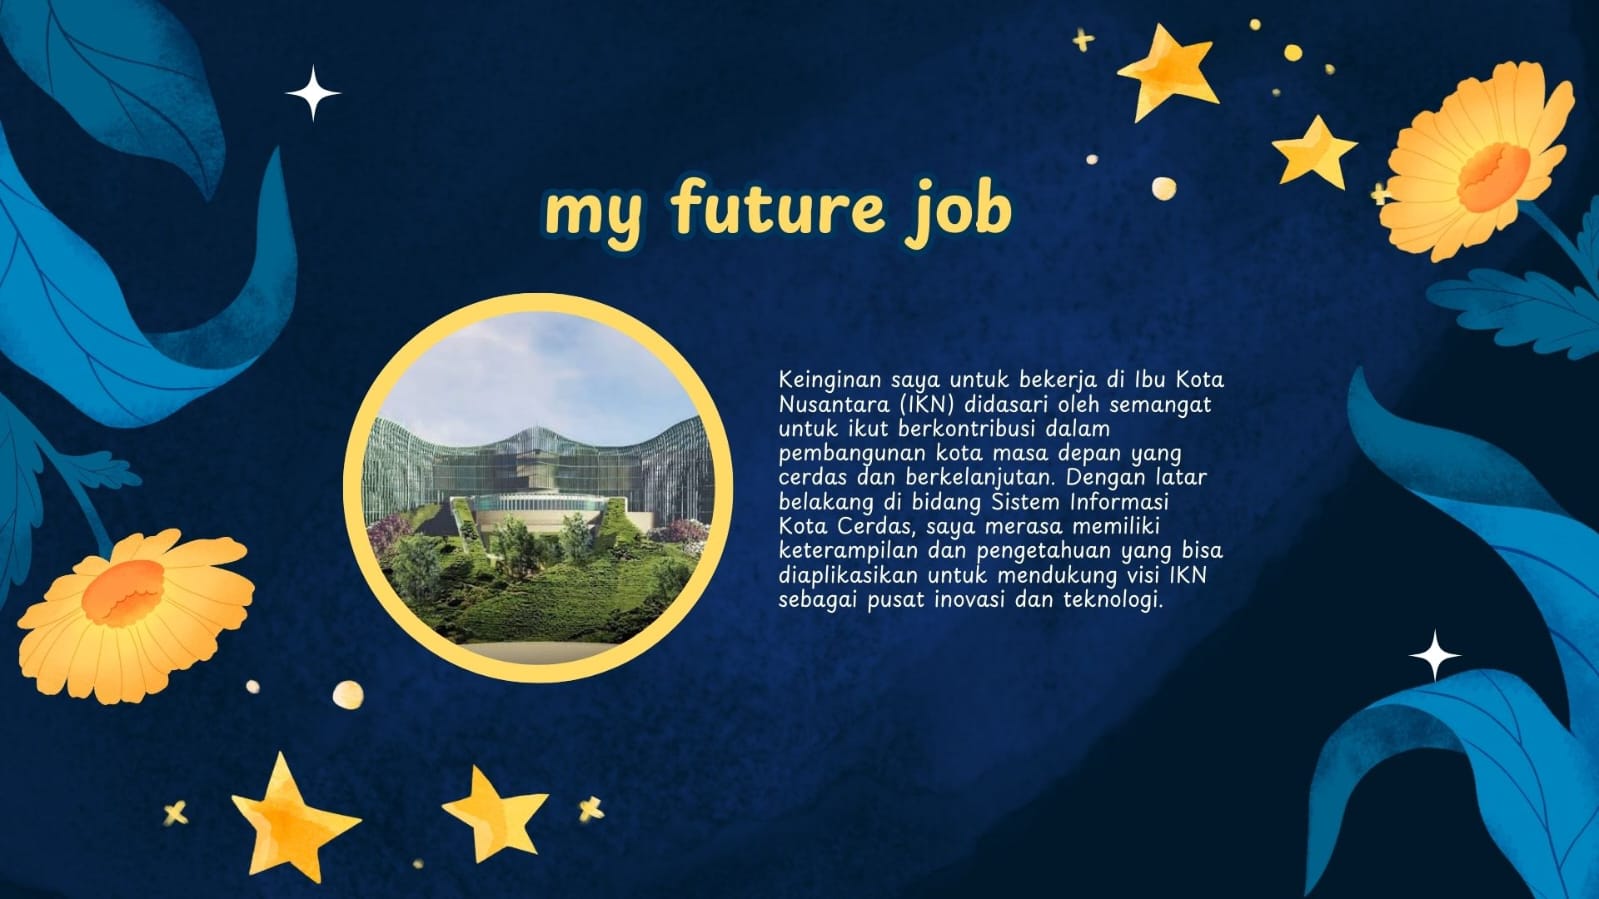 my future job
Keinginan saya untuk bekerja di Ibu Kota
Nusantara (IKN) didasari oleh semangat
untuk ikut berkontribusi dalam
pembangunan kota masa depan yang
cerdas dan berkelanjutan. Dengan latar
belakang di bidang Sistem Informasi
Kota Cerdas, saya merasa memiliki
keterampilan dan pengetahuan yang bisa
diaplikasikan untuk mendukung visi IKN
sebagai pusat inovasi dan teknologi.